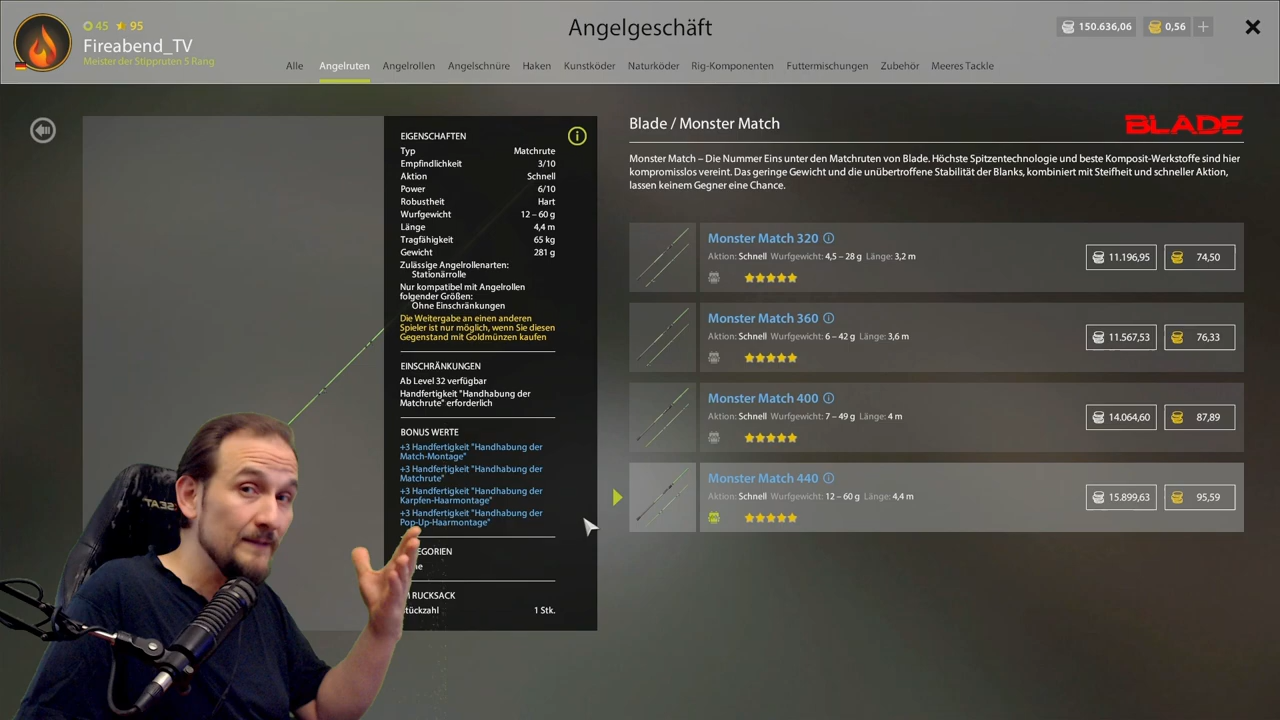 45 95
Fireabend_TV
Meister der Stippruten 5 Rang
Angelgeschäft
150.636,06 0,56 +
Alle Angelruten Angelrollen Angelschnüre Haken Kunstköder Naturköder Rig-Komponenten Futtermischungen Zubehör Meeres Tackle
EIGENSCHAFTEN
Typ Matchrute
Empfindlichkeit 3/10
Aktion Schnell
Power 6/10
Robustheit Hart
Wurfgewicht 12 – 60 g
Länge 4,4 m
Tragfähigkeit 65 kg
Gewicht 281 g
Zulässige Angelrollenarten:
Stationärrolle
Nur kompatibel mit Angelrollen
folgender Größen:
Ohne Einschränkungen
Die Weitergabe an einen anderen
Spieler ist nur möglich, wenn Sie diesen
Gegenstand mit Goldmünzen kaufen
EINSCHRÄNKUNGEN
Ab Level 32 verfügbar
Handfertigkeit "Handhabung der
Matchrute" erforderlich
BONUS WERTE
+3 Handfertigkeit "Handhabung der
Match-Montage"
+3 Handfertigkeit "Handhabung der
Matchrute"
+3 Handfertigkeit "Handhabung der
Karpfen-Haarmontage"
+3 Handfertigkeit "Handhabung der
Pop-Up-Haarmontage"
EGORIEN
RUCKSACK
tückzahl 1 Stk.
Blade / Monster Match
BLADE
Monster Match – Die Nummer Eins unter den Matchruten von Blade. Höchste Spitzentechnologie und beste Komposit-Werkstoffe sind hier
kompromisslos vereint. Das geringe Gewicht und die unübertroffene Stabilität der Blanks, kombiniert mit Steifheit und schneller Aktion,
lassen keinem Gegner eine Chance.
Monster Match 320
Aktion: Schnell Wurfgewicht: 4,5 – 28 g Länge: 3,2 m
11.196,95 74,50
Monster Match 360
Aktion: Schnell Wurfgewicht: 6 – 42 g Länge: 3,6 m
11.567,53 76,33
Monster Match 400
Aktion: Schnell Wurfgewicht: 7 – 49 g Länge: 4 m
14.064,60 87,89
Monster Match 440
Aktion: Schnell Wurfgewicht: 12 – 60 g Länge: 4,4 m
15.899,63 95,59